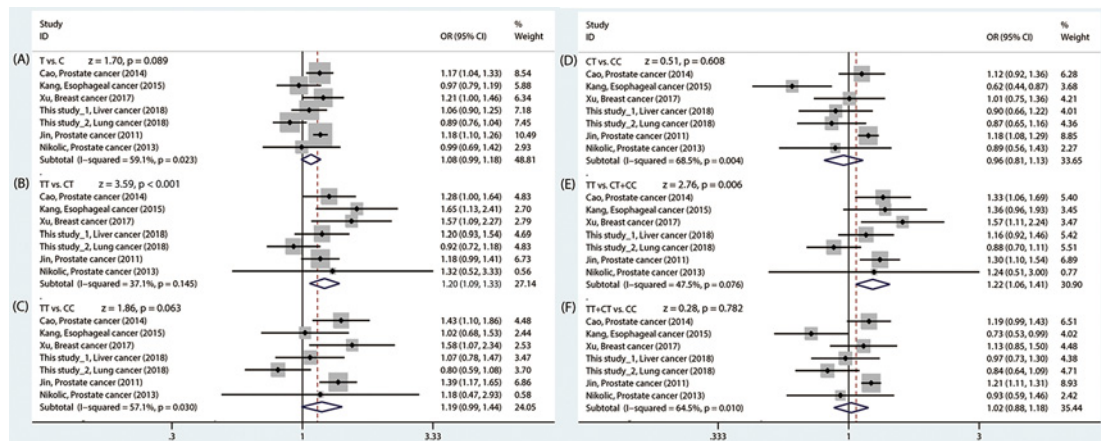 Study
%
ID
OR (95% CI)
Weight
(A) T vs. C z = 1.70, p = 0.089
Cao, Prostate cancer (2014) 1.17 (1.04, 1.33) 8.54
Kang, Esophageal cancer (2015) 0.97 (0.79, 1.19) 5.88
Xu, Breast cancer (2017) 1.21 (1.00, 1.46) 6.34
This study_1, Liver cancer (2018) 1.06 (0.90, 1.25) 7.18
This study_2, Lung cancer (2018) 0.89 (0.76, 1.04) 7.45
Jin, Prostate cancer (2011) 1.18 (1.10, 1.26) 10.49
Nikolic, Prostate cancer (2013) 0.99 (0.69, 1.42) 2.93
Subtotal (I-squared = 59.1%, p = 0.023) 1.08 (0.99, 1.18) 48.81
.
(B) TT vs. CT z = 3.59, p < 0.001
Cao, Prostate cancer (2014) 1.28 (1.00, 1.64) 4.83
Kang, Esophageal cancer (2015) 1.65 (1.13, 2.41) 2.70
Xu, Breast cancer (2017) 1.57 (1.09, 2.27) 2.79
This study_1, Liver cancer (2018) 1.20 (0.93, 1.54) 4.69
This study_2, Lung cancer (2018) 0.92 (0.72, 1.18) 4.83
Jin, Prostate cancer (2011) 1.18 (0.99, 1.41) 6.73
Nikolic, Prostate cancer (2013) 1.32 (0.52, 3.33) 0.56
Subtotal (I-squared = 37.1%, p = 0.145) 1.20 (1.09, 1.33) 27.14
.
(C) TT vs. CC z = 1.86, p = 0.063
Cao, Prostate cancer (2014) 1.43 (1.10, 1.86) 4.48
Kang, Esophageal cancer (2015) 1.02 (0.68, 1.53) 2.44
Xu, Breast cancer (2017) 1.58 (1.07, 2.34) 2.53
This study_1, Liver cancer (2018) 1.07 (0.78, 1.47) 3.47
This study_2, Lung cancer (2018) 0.80 (0.59, 1.08) 3.70
Jin, Prostate cancer (2011) 1.39 (1.17, 1.65) 6.86
Nikolic, Prostate cancer (2013) 1.18 (0.47, 2.93) 0.58
Subtotal (I-squared = 57.1%, p = 0.030) 1.19 (0.99, 1.44) 24.05
.3 1 3.33
Study
%
ID
OR (95% CI)
Weight
(D) CT vs. CC z = 0.51, p = 0.608
Cao, Prostate cancer (2014) 1.12 (0.92, 1.36) 6.28
Kang, Esophageal cancer (2015) 0.62 (0.44, 0.87) 3.68
Xu, Breast cancer (2017) 1.01 (0.75, 1.36) 4.21
This study_1, Liver cancer (2018) 0.90 (0.66, 1.22) 4.01
This study_2, Lung cancer (2018) 0.87 (0.65, 1.16) 4.36
Jin, Prostate cancer (2011) 1.18 (1.08, 1.29) 8.85
Nikolic, Prostate cancer (2013) 0.89 (0.56, 1.43) 2.27
Subtotal (I-squared = 68.5%, p = 0.004) 0.96 (0.81, 1.13) 33.65
.
(E) TT vs. CT+CC z = 2.76, p = 0.006
Cao, Prostate cancer (2014) 1.33 (1.06, 1.69) 5.40
Kang, Esophageal cancer (2015) 1.36 (0.96, 1.93) 3.45
Xu, Breast cancer (2017) 1.57 (1.11, 2.24) 3.47
This study_1, Liver cancer (2018) 1.16 (0.92, 1.46) 5.42
This study_2, Lung cancer (2018) 0.88 (0.70, 1.11) 5.51
Jin, Prostate cancer (2011) 1.30 (1.10, 1.54) 6.89
Nikolic, Prostate cancer (2013) 1.24 (0.51, 3.00) 0.77
Subtotal (I-squared = 47.5%, p = 0.076) 1.22 (1.06, 1.41) 30.90
.
(F) TT+CT vs. CC z = 0.28, p = 0.782
Cao, Prostate cancer (2014) 1.19 (0.99, 1.43) 6.51
Kang, Esophageal cancer (2015) 0.73 (0.53, 0.99) 4.02
Xu, Breast cancer (2017) 1.13 (0.85, 1.50) 4.48
This study_1, Liver cancer (2018) 0.97 (0.73, 1.30) 4.38
This study_2, Lung cancer (2018) 0.84 (0.64, 1.09) 4.71
Jin, Prostate cancer (2011) 1.21 (1.11, 1.31) 8.93
Nikolic, Prostate cancer (2013) 0.93 (0.59, 1.46) 2.42
Subtotal (I-squared = 64.5%, p = 0.010) 1.02 (0.88, 1.18) 35.44
.333 1 3